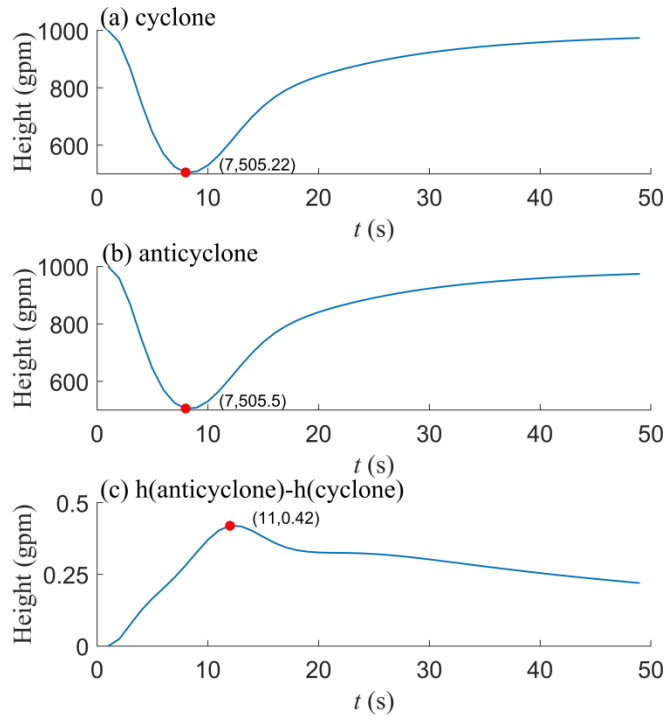 (a) cyclone
1000
800
600
Height (gpm)
(7,505.22)
0 10 20 30 40 50
t (s)
(b) anticyclone
1000
800
600
Height (gpm)
(7,505.5)
0 10 20 30 40 50
t (s)
(c) h(anticyclone)-h(cyclone)
0.5
0.25
0
Height (gpm)
(11,0.42)
0 10 20 30 40 50
t (s)